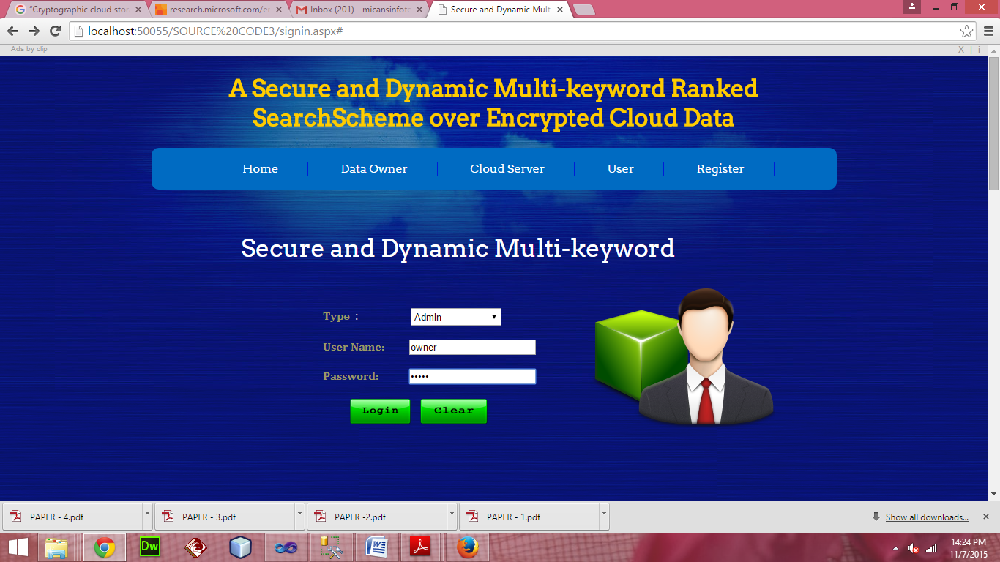 "Cryptographic cloud stor
research.microsoft.com/en
Inbox (201) - micansinfote
Secure and Dynamic Mult
localhost:50055/SOURCE%20CODE3/signin.aspx#
Ads by clip
X | i
A Secure and Dynamic Multi-keyword Ranked
SearchScheme over Encrypted Cloud Data
Home
Data Owner
Cloud Server
User
Register
Secure and Dynamic Multi-keyword
Type :
Admin
User Name:
owner
Password:
•••••
Login
Clear
PAPER - 4.pdf
PAPER - 3.pdf
PAPER -2.pdf
PAPER - 1.pdf
Show all downloads...
Dw
14:24 PM
11/7/2015